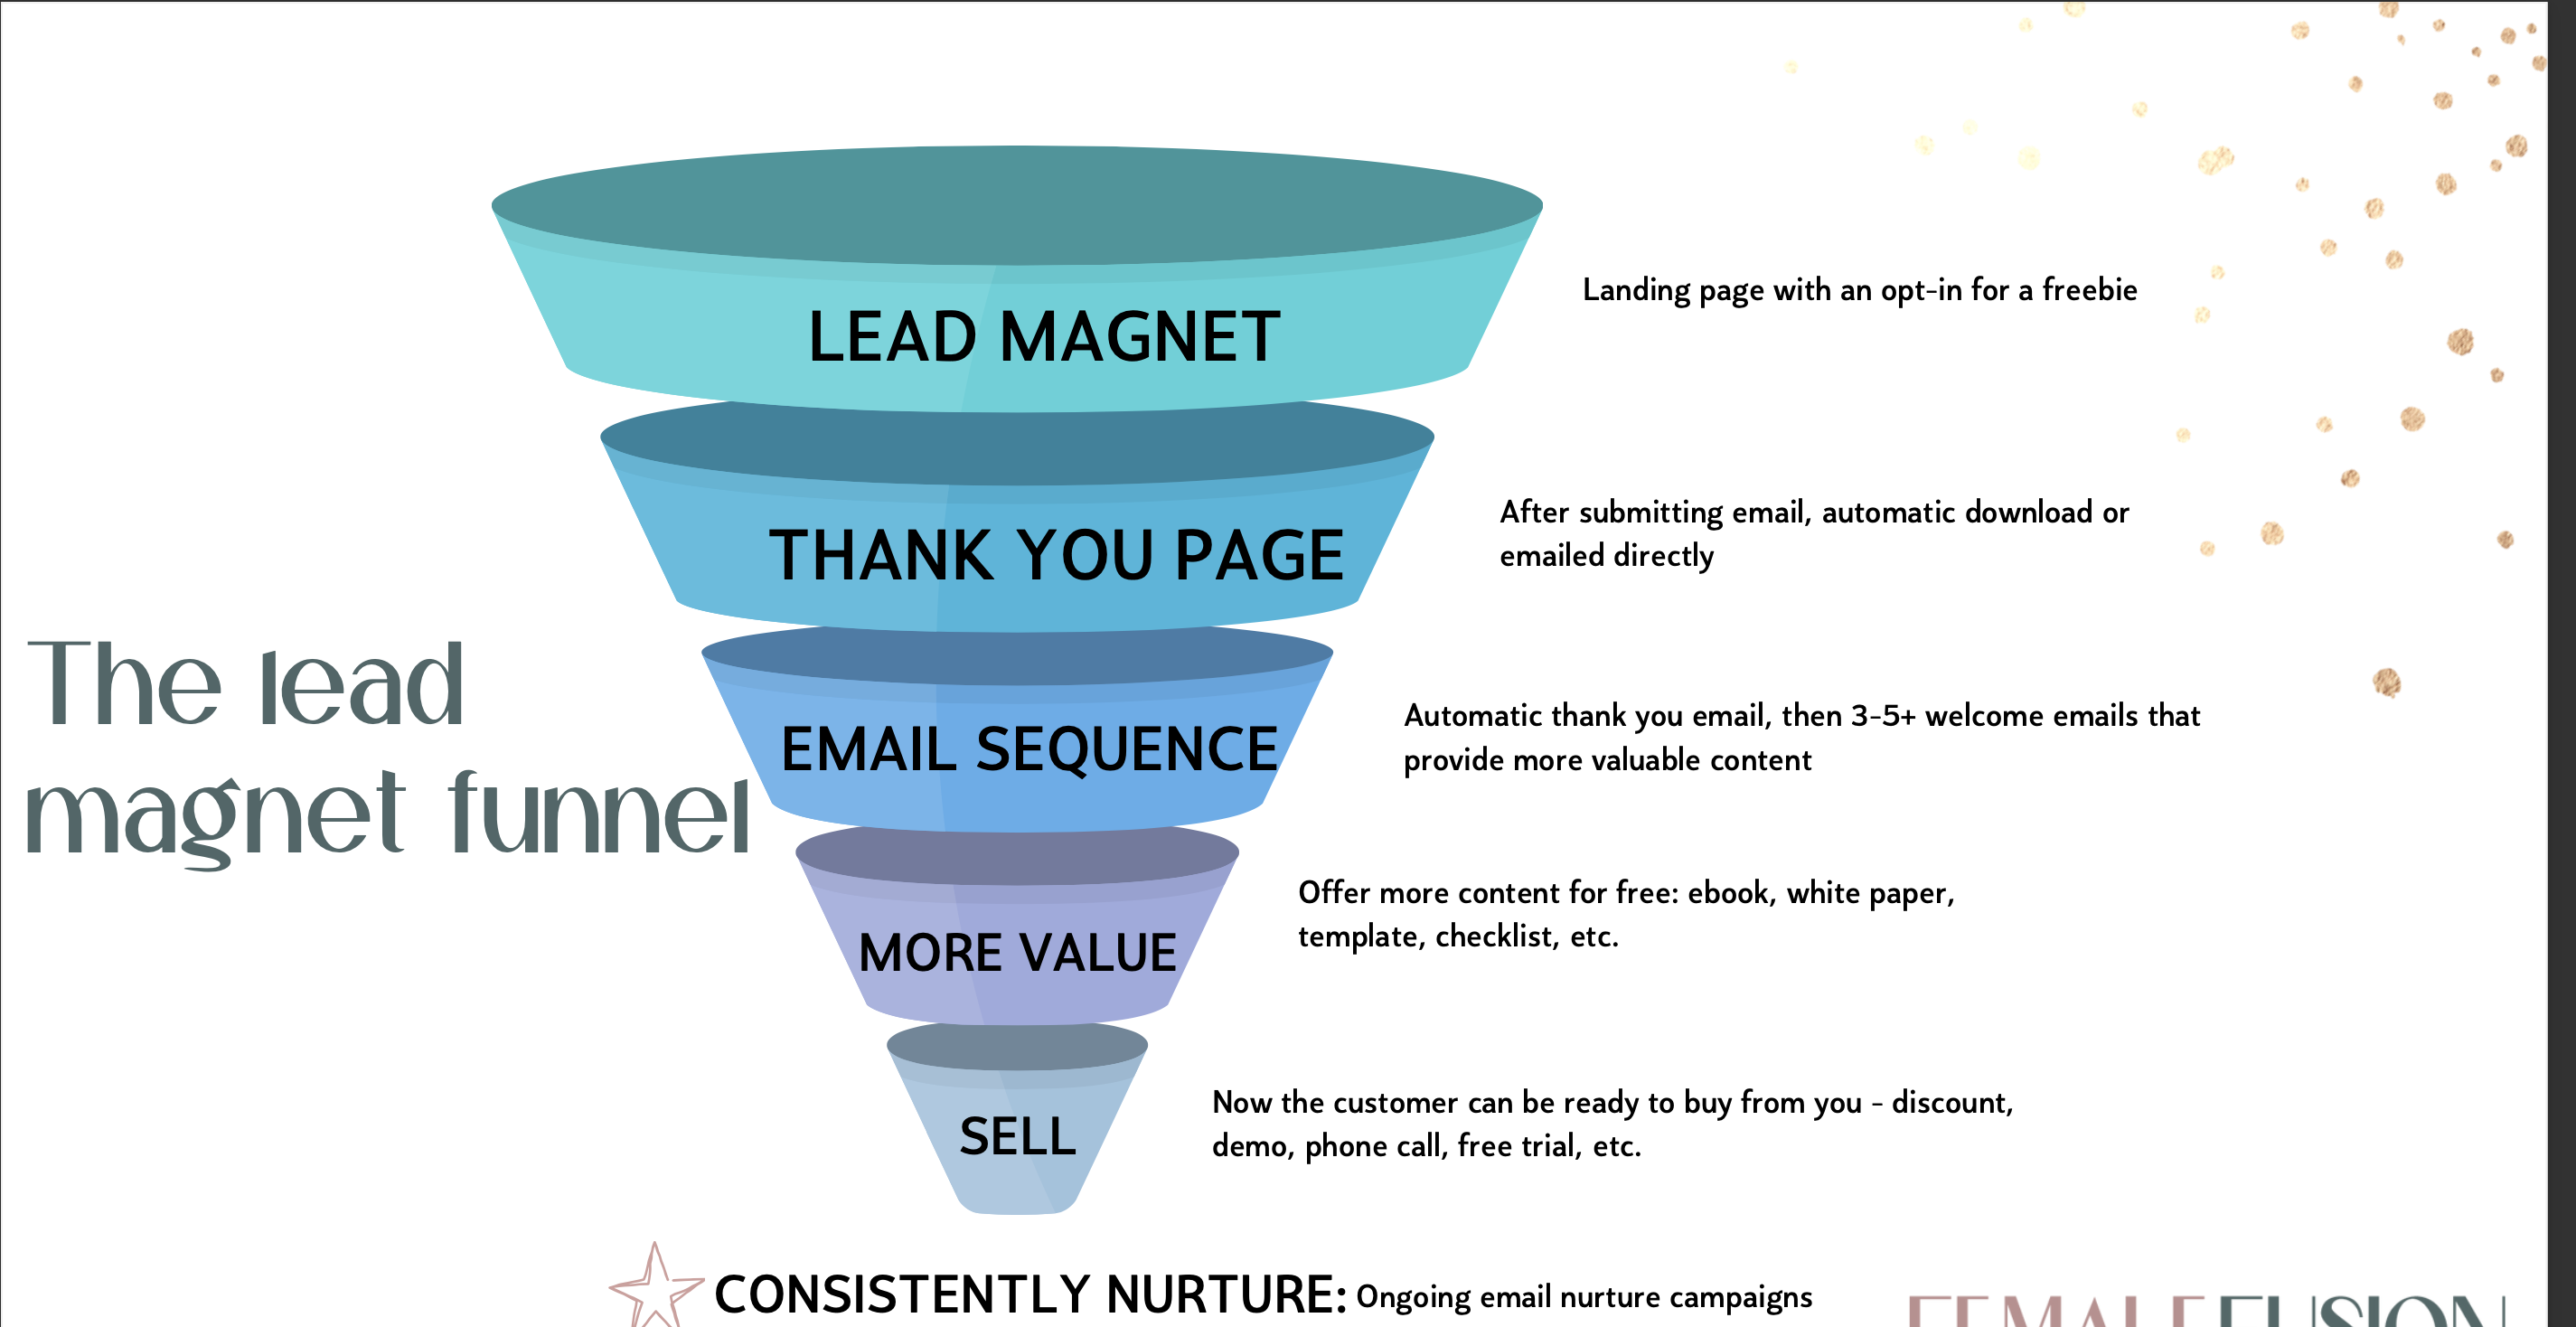 The lead
magnet funnel
LEAD MAGNET
Landing page with an opt-in for a freebie
THANK YOU PAGE
After submitting email, automatic download or
emailed directly
EMAIL SEQUENCE
Automatic thank you email, then 3-5+ welcome emails that
provide more valuable content
MORE VALUE
Offer more content for free: ebook, white paper,
template, checklist, etc.
SELL
Now the customer can be ready to buy from you - discount,
demo, phone call, free trial, etc.
CONSISTENTLY NURTURE: Ongoing email nurture campaigns
FEMALE FUSION